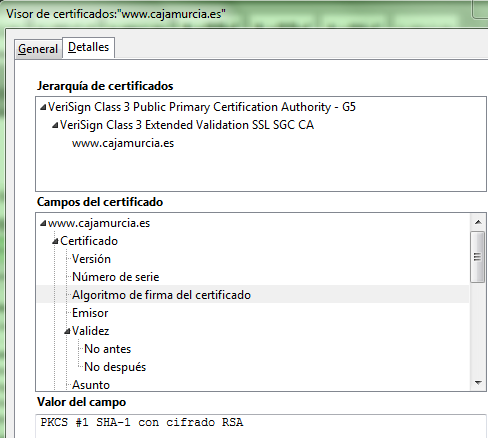 Visor de certificados:"www.cajamurcia.es"
General Detalles
Jerarquía de certificados
VeriSign Class 3 Public Primary Certification Authority - G5
VeriSign Class 3 Extended Validation SSL SGC CA
www.cajamurcia.es
Campos del certificado
www.cajamurcia.es
Certificado
Versión
Número de serie
Algoritmo de firma del certificado
Emisor
Validez
No antes
No después
Asunto
Valor del campo
PKCS #1 SHA-1 con cifrado RSA